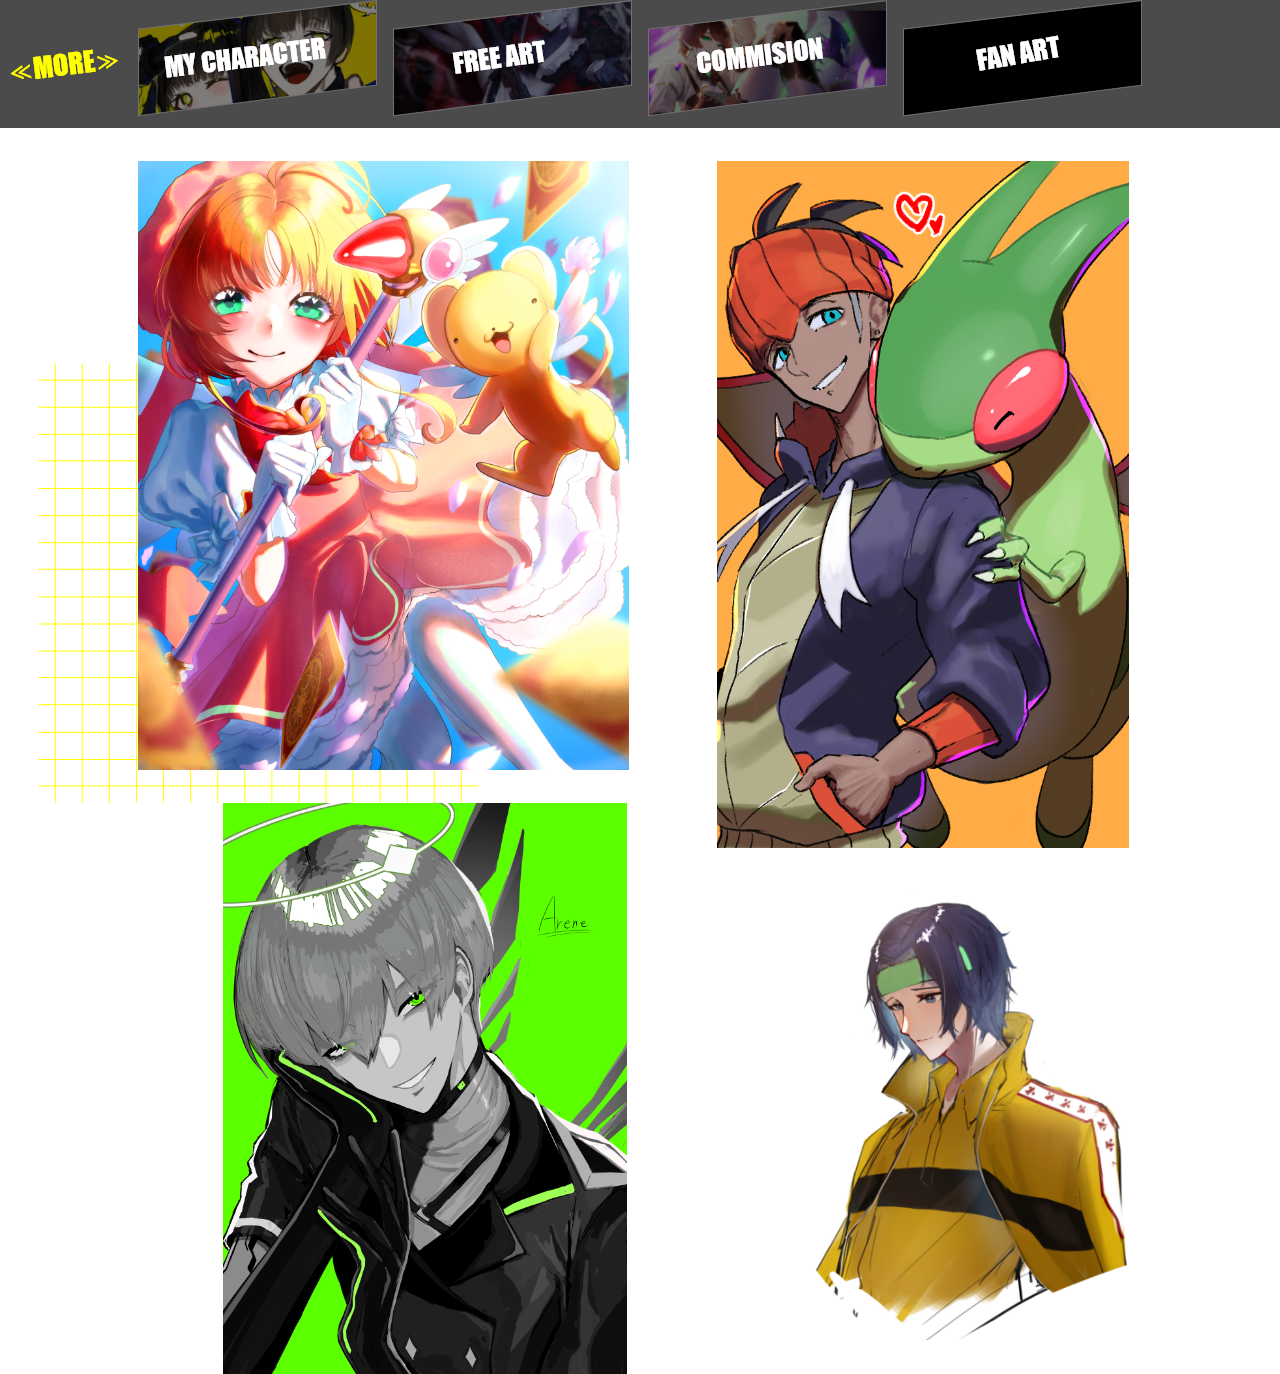 ≪MORE≫
MY CHARACTER
FREE ART
COMMISION
FAN ART
Arene